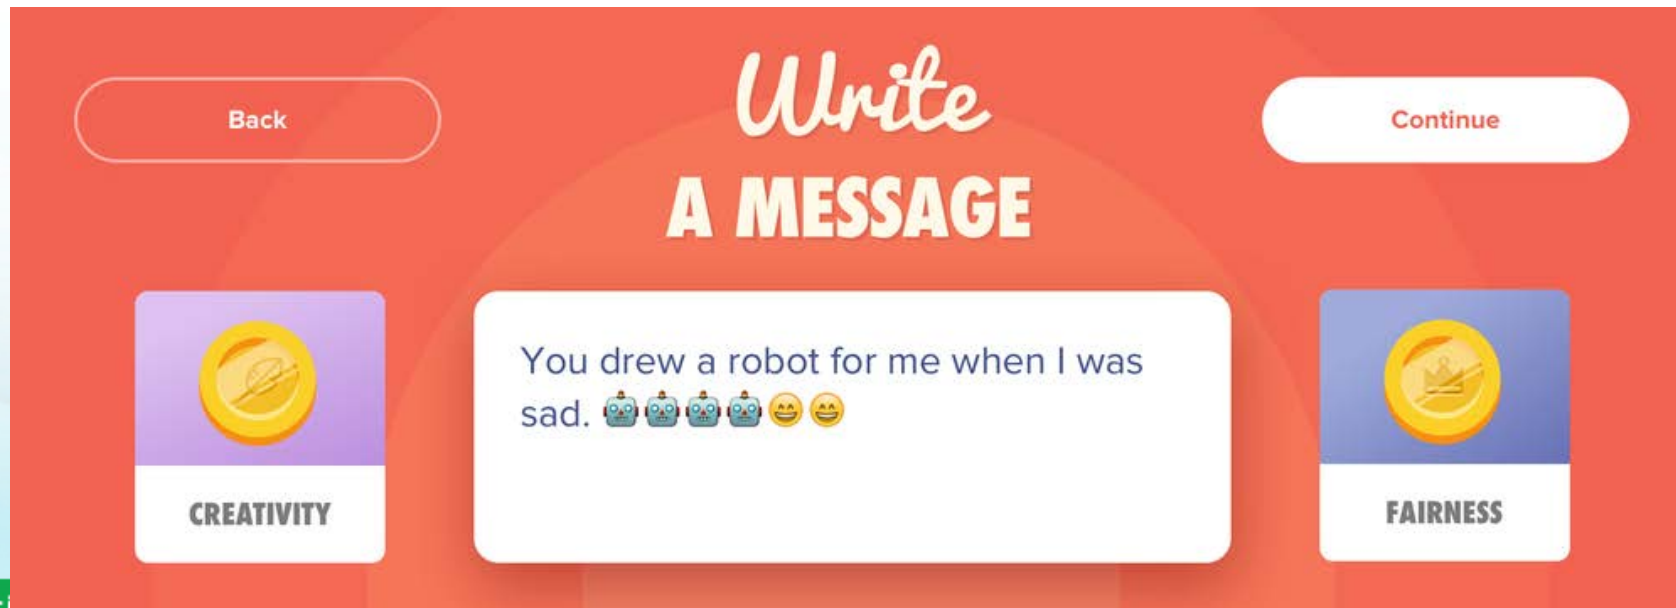 Back
Write
A MESSAGE
Continue
You drew a robot for me when I was
sad. 🤖🤖🤖🤖😄😄
CREATIVITY
FAIRNESS